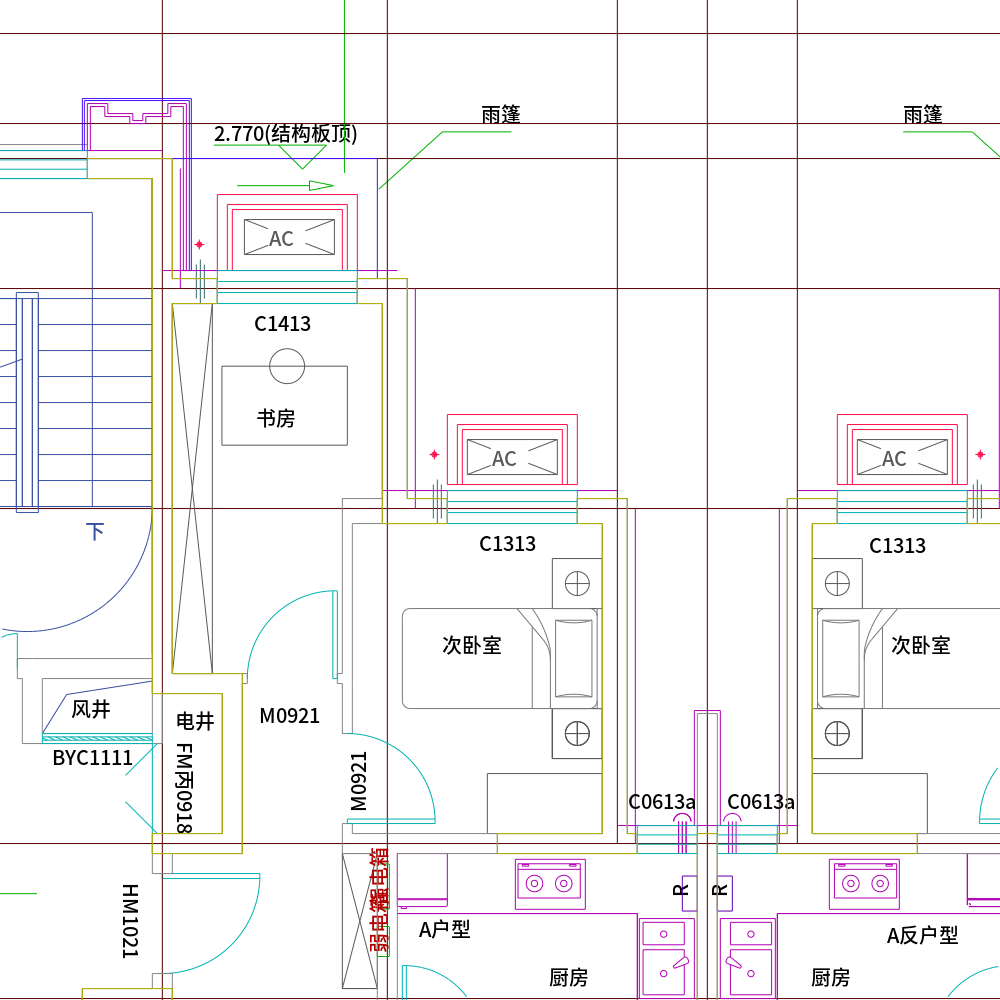 雨篷
雨篷
2.770(结构板顶)
AC
C1413
书房
AC
AC
下
C1313
C1313
次卧室
次卧室
风井
电井
M0921
BYC1111
FM丙0918
M0921
C0613a
C0613a
强电箱
弱电箱
R
R
HM1021
A户型
A反户型
厨房
厨房